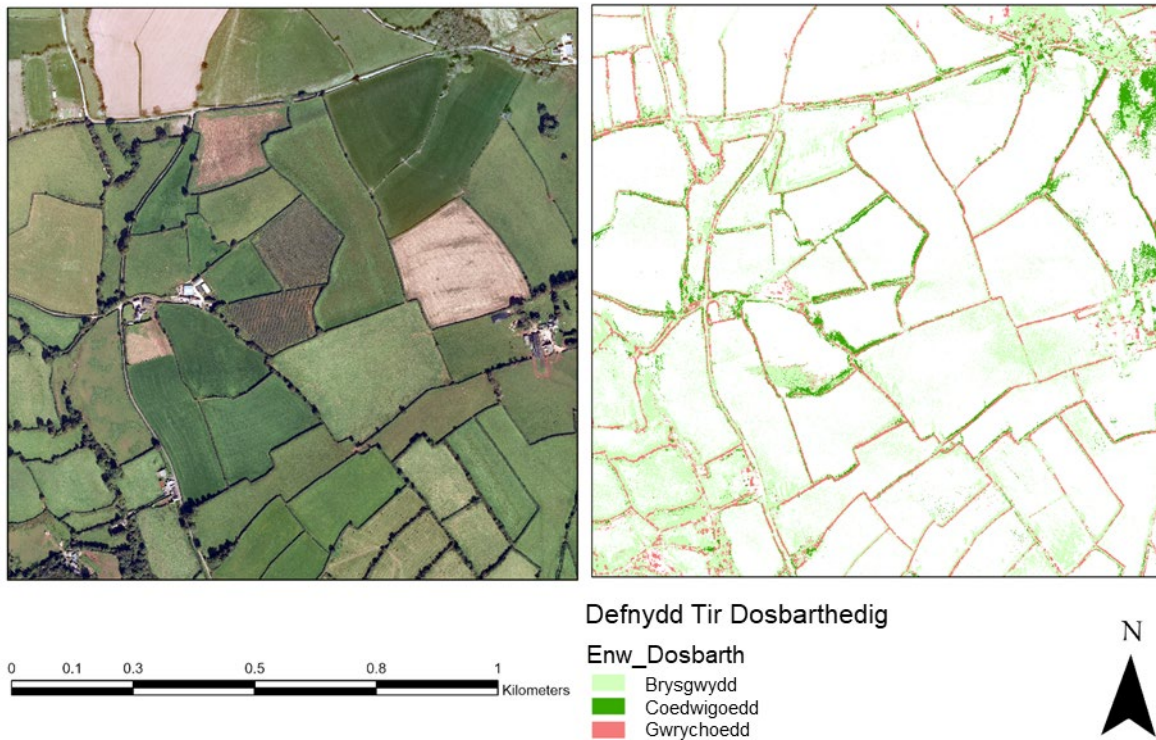 Defnydd Tir Dosbarthedig
Enw_Dosbarth
Brysgwydd
Coedwigoedd
Gwrychoedd
0 0.1 0.3 0.5 0.8 1
Kilometers
N